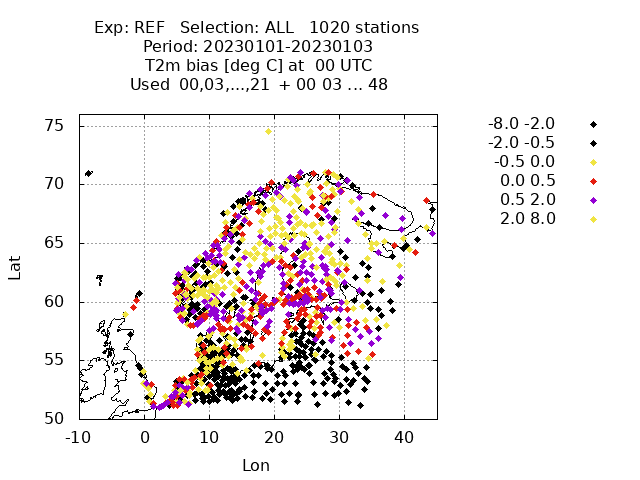 Exp: REF   Selection: ALL   1020 stations
Period: 20230101-20230103
T2m bias [deg C] at  00 UTC
Used  00,03,...,21  + 00 03 ... 48
-8.0 -2.0
-2.0 -0.5
-0.5 0.0
0.0 0.5
0.5 2.0
2.0 8.0
75
70
65
60
55
50
Lat
-10 0 10 20 30 40
Lon